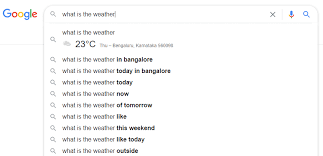 Google
what is the weather
what is the weather
23°C Thu — Bengaluru, Karnataka 560098
what is the weather in bangalore
what is the weather today in bangalore
what is the weather today
what is the weather now
what is the weather of tomorrow
what is the weather like
what is the weather this weekend
what is the weather like today
what is the weather outside